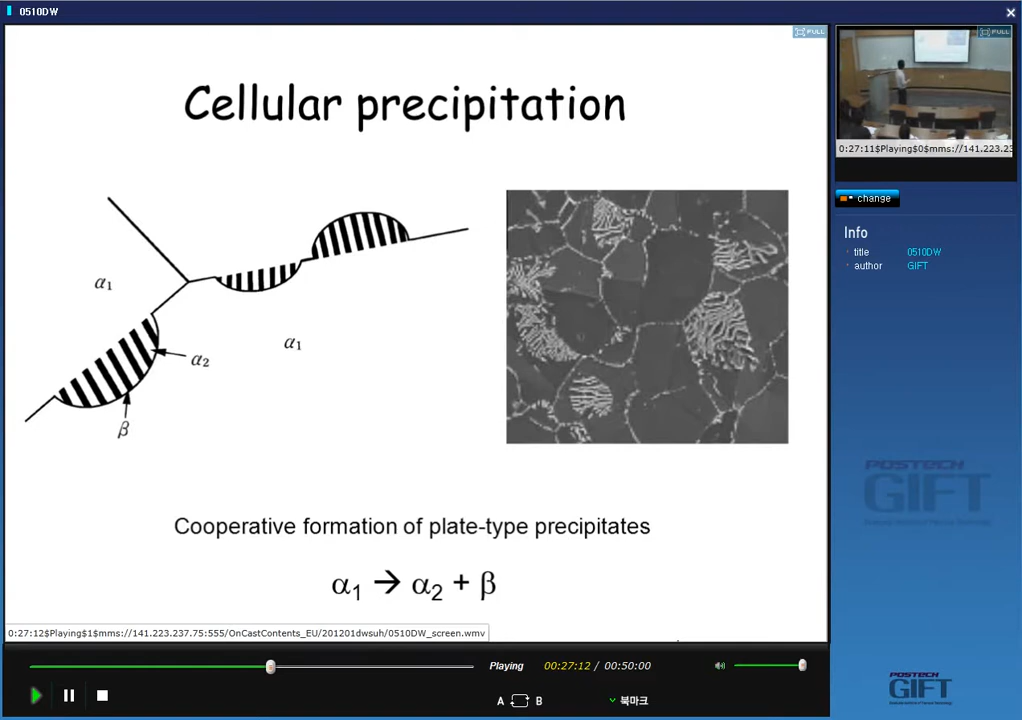 0510DW
FULL
FULL
Cellular precipitation
α1
α1
α2
β
Cooperative formation of plate-type precipitates
α1 → α2 + β
0:27:12$Playing$1$mms://141.223.237.75:555/OnCastContents_EU/201201dwsuh/0510DW_screen.wmv
0:27:11$Playing$0$mms://141.223.23
change
Info
title 0510DW
author GIFT
POSTECH
GIFT
Playing 00:27:12 / 00:50:00
A B 북마크
POSTECH
GIFT